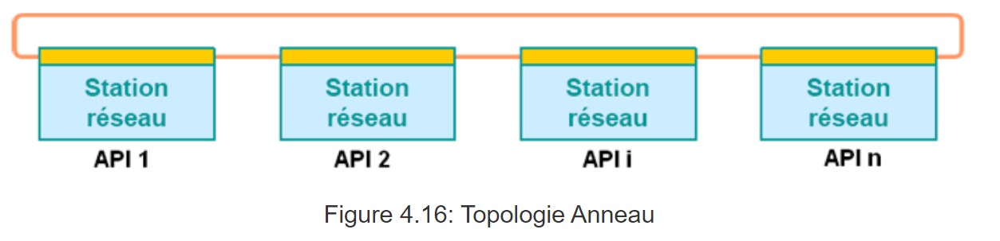 Station
réseau
Station
réseau
Station
réseau
Station
réseau
API 1
API 2
API i
API n
Figure 4.16: Topologie Anneau